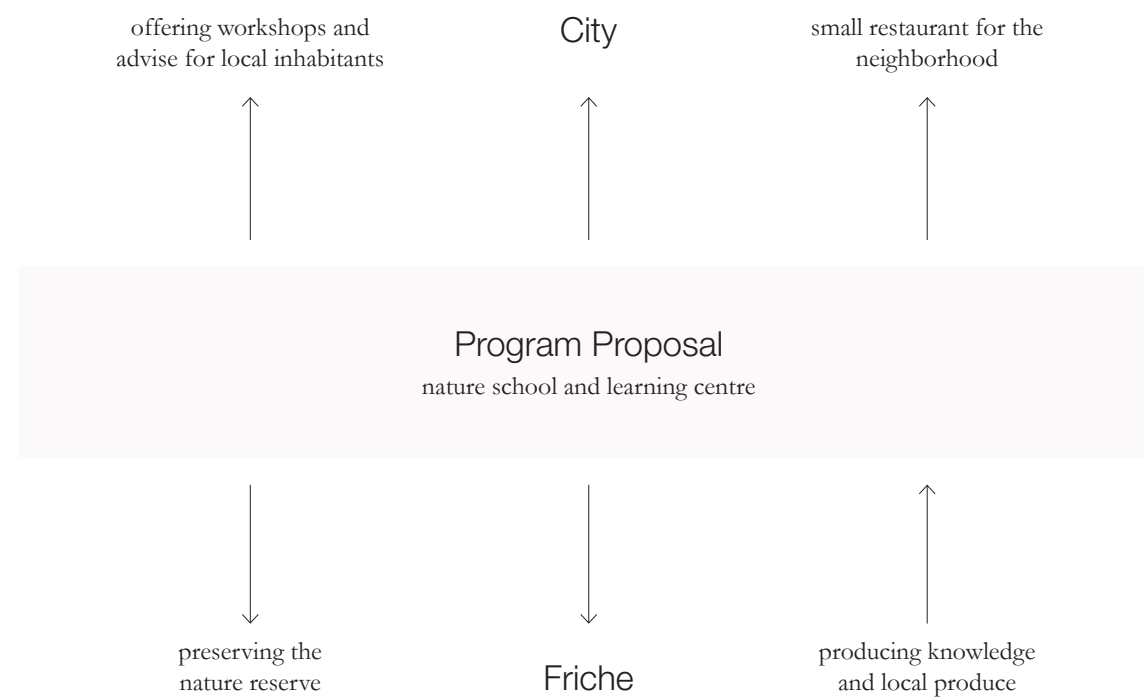 offering workshops and
advise for local inhabitants
City
small restaurant for the
neighborhood
Program Proposal
nature school and learning centre
preserving the
nature reserve
Friche
producing knowledge
and local produce